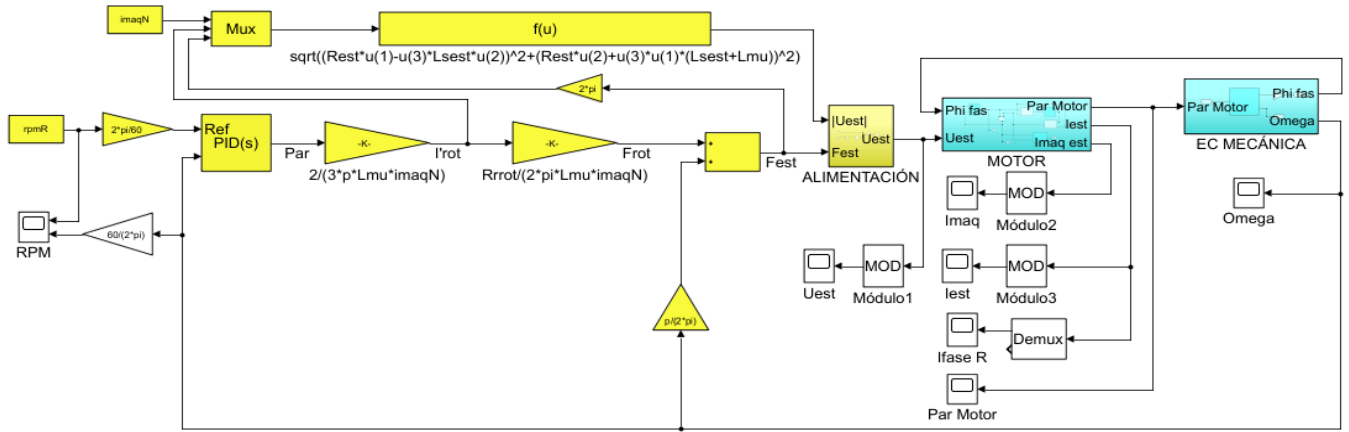 imaqN
Mux
f(u)
sqrt((Rest*u(1)-u(3)*Lsest*u(2))^2+(Rest*u(2)+u(3)*u(1)*(Lsest+Lmu))^2)
2*pi
rpmR
2*pi/60
Ref
PID(s)
Par
-K-
2/(3*p*Lmu*imaqN)
I'rot
-K-
Rrrot/(2*pi*Lmu*imaqN)
Frot
+
+
Fest
|Uest|
Uest
Fest
ALIMENTACIÓN
Phi fas
Par Motor
Iest
Uest
Imaq est
MOTOR
Par Motor
Phi fas
Omega
EC MECÁNICA
RPM
60/(2*pi)
p/(2*pi)
Imaq
MOD
Módulo2
Omega
Uest
MOD
Módulo1
Iest
MOD
Módulo3
Ifase R
Demux
Par Motor